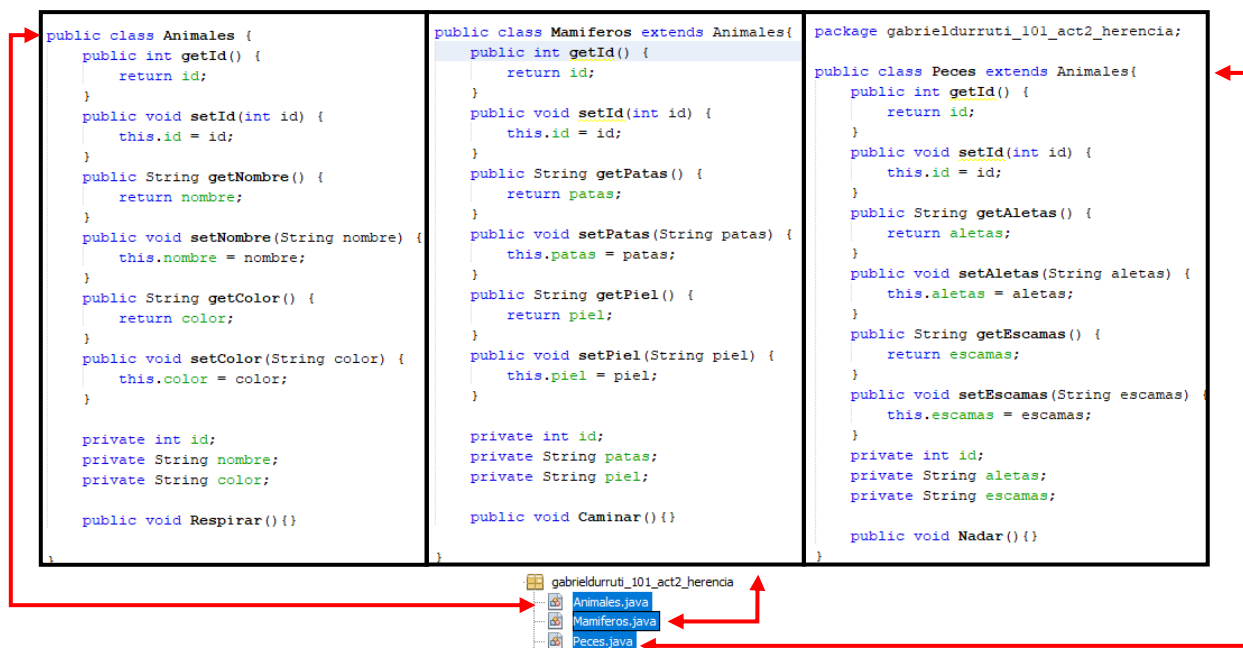 public class Animales {
public int getId() {
return id;
}
public void setId(int id) {
this.id = id;
}
public String getNombre() {
return nombre;
}
public void setNombre(String nombre) {
this.nombre = nombre;
}
public String getColor() {
return color;
}
public void setColor(String color) {
this.color = color;
}
private int id;
private String nombre;
private String color;
public void Respirar(){}
}
public class Mamiferos extends Animales{
public int getId() {
return id;
}
public void setId(int id) {
this.id = id;
}
public String getPatas() {
return patas;
}
public void setPatas(String patas) {
this.patas = patas;
}
public String getPiel() {
return piel;
}
public void setPiel(String piel) {
this.piel = piel;
}
private int id;
private String patas;
private String piel;
public void Caminar(){}
}
package gabrieldurruti_101_act2_herencia;
public class Peces extends Animales{
public int getId() {
return id;
}
public void setId(int id) {
this.id = id;
}
public String getAletas() {
return aletas;
}
public void setAletas(String aletas) {
this.aletas = aletas;
}
public String getEscamas() {
return escamas;
}
public void setEscamas(String escamas) {
this.escamas = escamas;
}
private int id;
private String aletas;
private String escamas;
public void Nadar(){}
}
gabrieldurruti_101_act2_herencia
Animales.java
Mamiferos.java
Peces.java